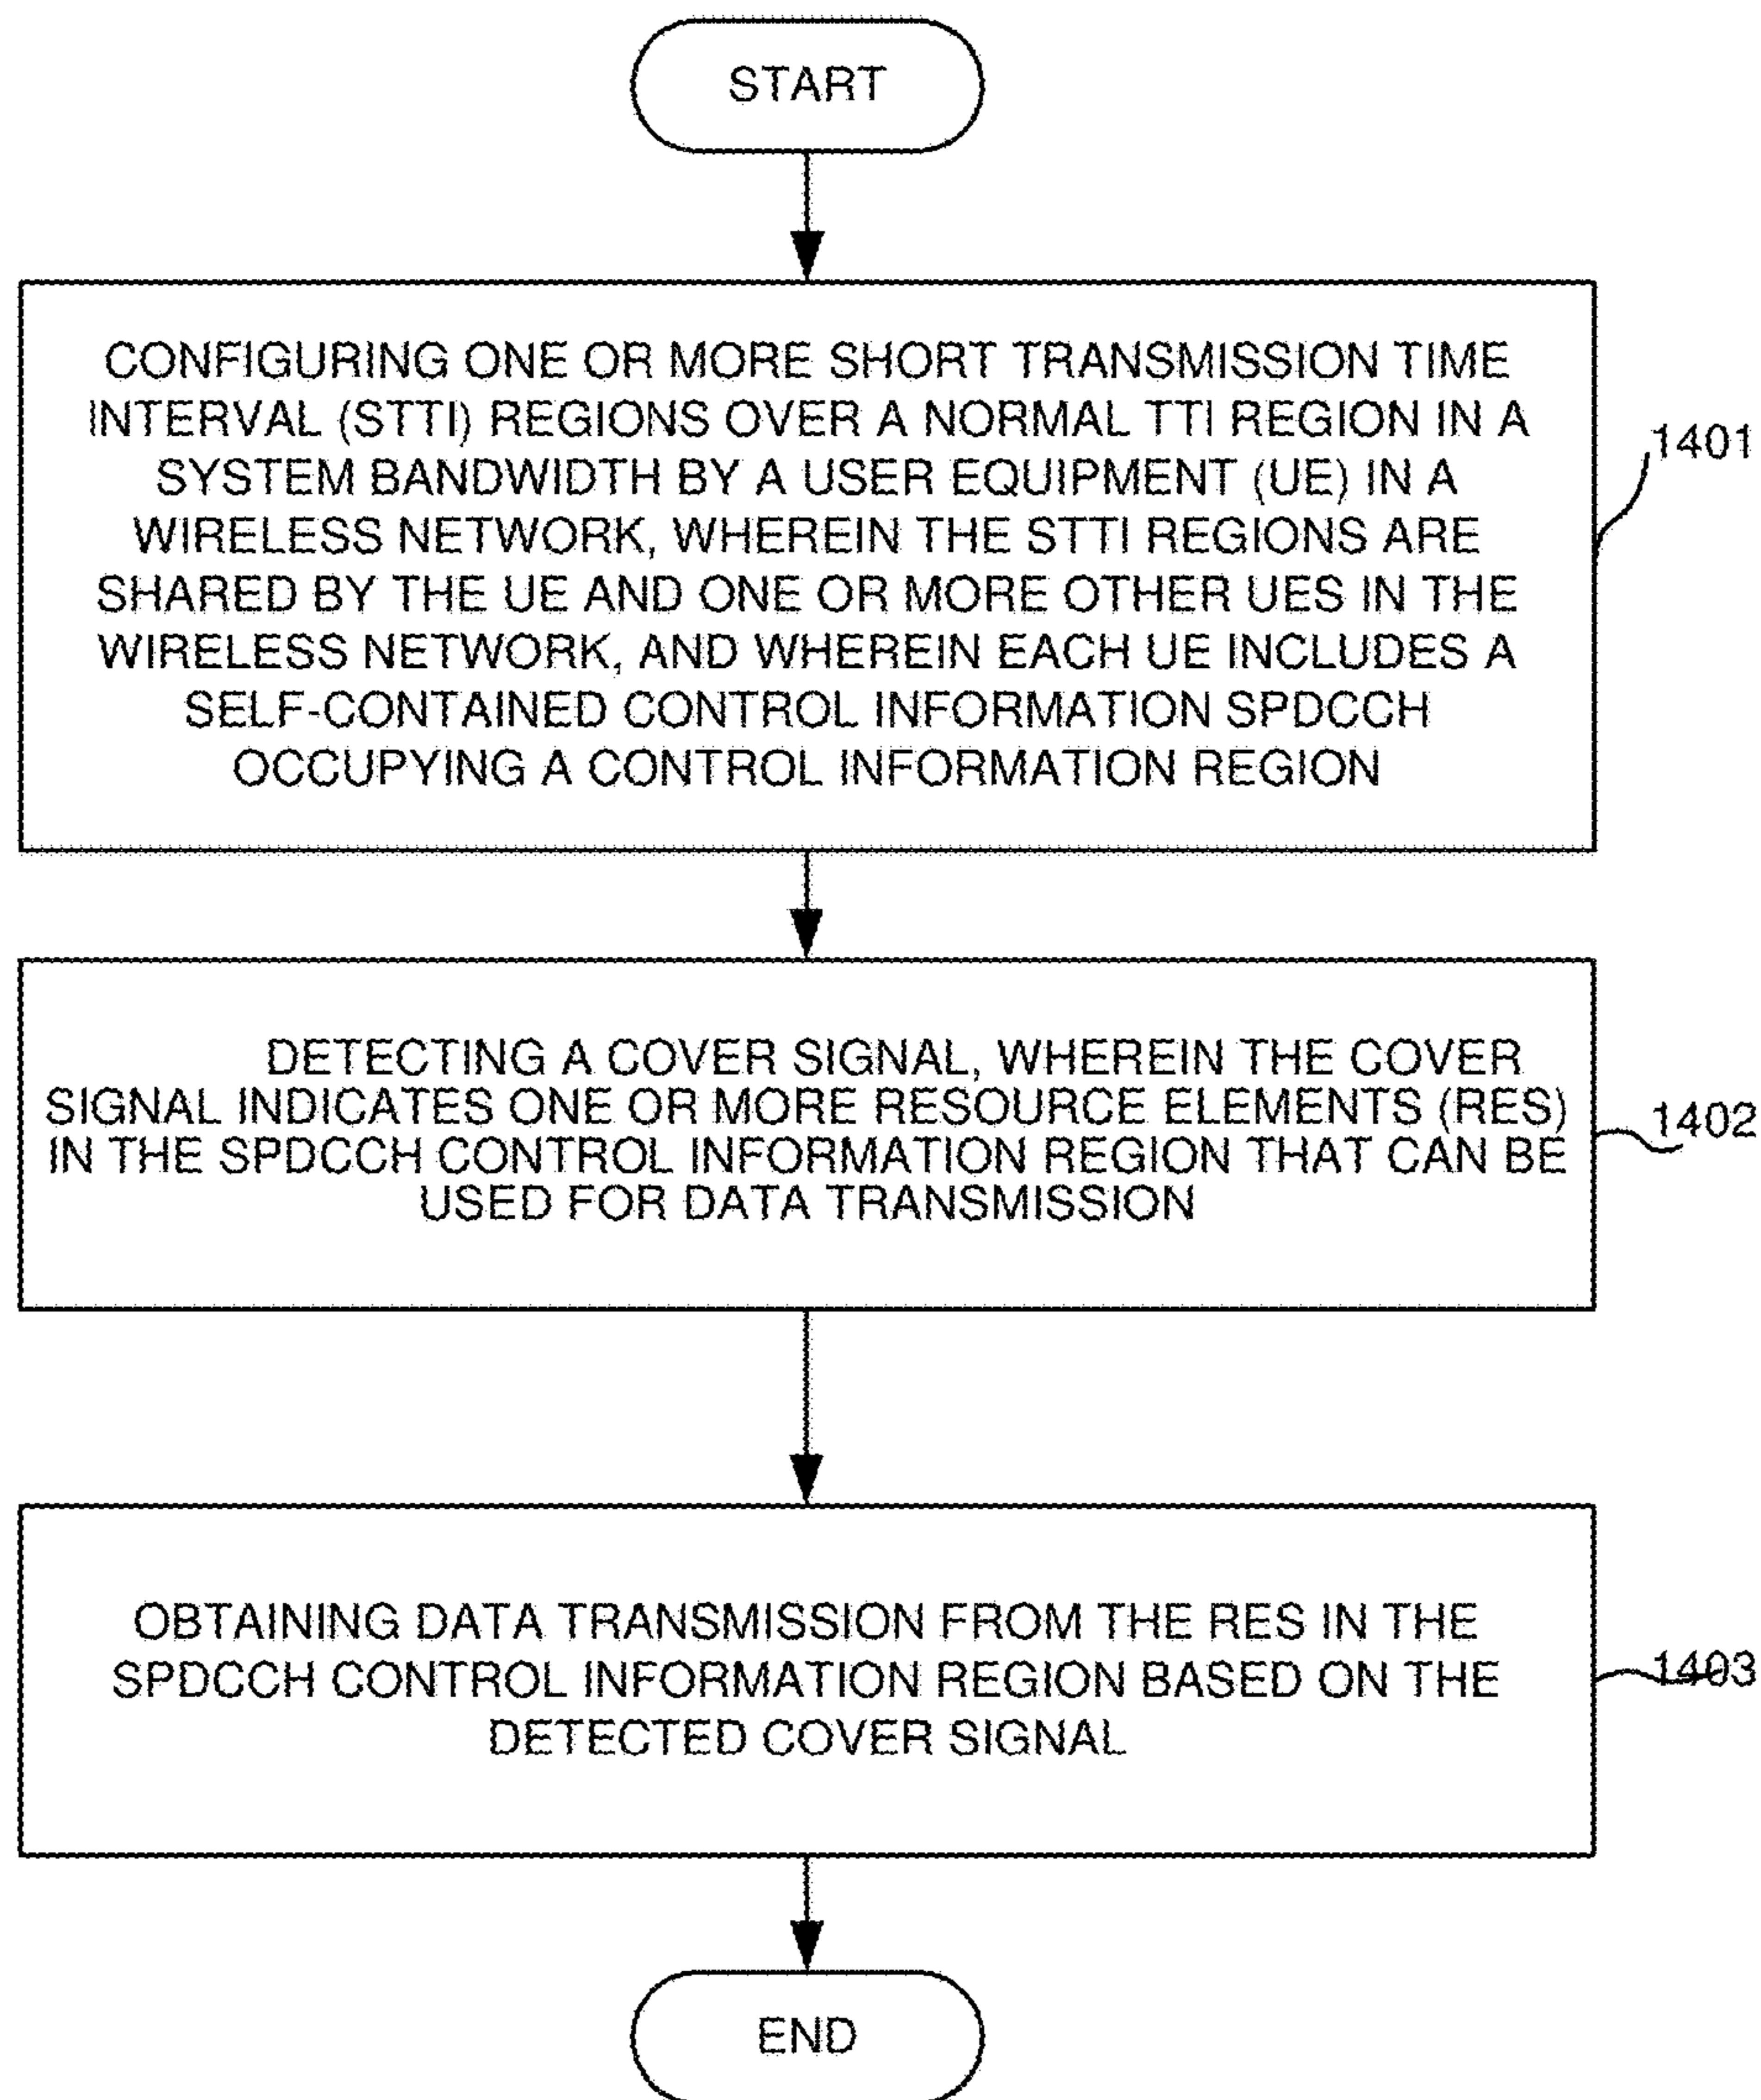 START
CONFIGURING ONE OR MORE SHORT TRANSMISSION TIME
INTERVAL (STTI) REGIONS OVER A NORMAL TTI REGION IN A
SYSTEM BANDWIDTH BY A USER EQUIPMENT (UE) IN A
WIRELESS NETWORK, WHEREIN THE STTI REGIONS ARE
SHARED BY THE UE AND ONE OR MORE OTHER UES IN THE
WIRELESS NETWORK, AND WHEREIN EACH UE INCLUDES A
SELF-CONTAINED CONTROL INFORMATION SPDCCH
OCCUPYING A CONTROL INFORMATION REGION
1401
DETECTING A COVER SIGNAL, WHEREIN THE COVER
SIGNAL INDICATES ONE OR MORE RESOURCE ELEMENTS (RES)
IN THE SPDCCH CONTROL INFORMATION REGION THAT CAN BE
USED FOR DATA TRANSMISSION
1402
OBTAINING DATA TRANSMISSION FROM THE RES IN THE
SPDCCH CONTROL INFORMATION REGION BASED ON THE
DETECTED COVER SIGNAL
1403
END